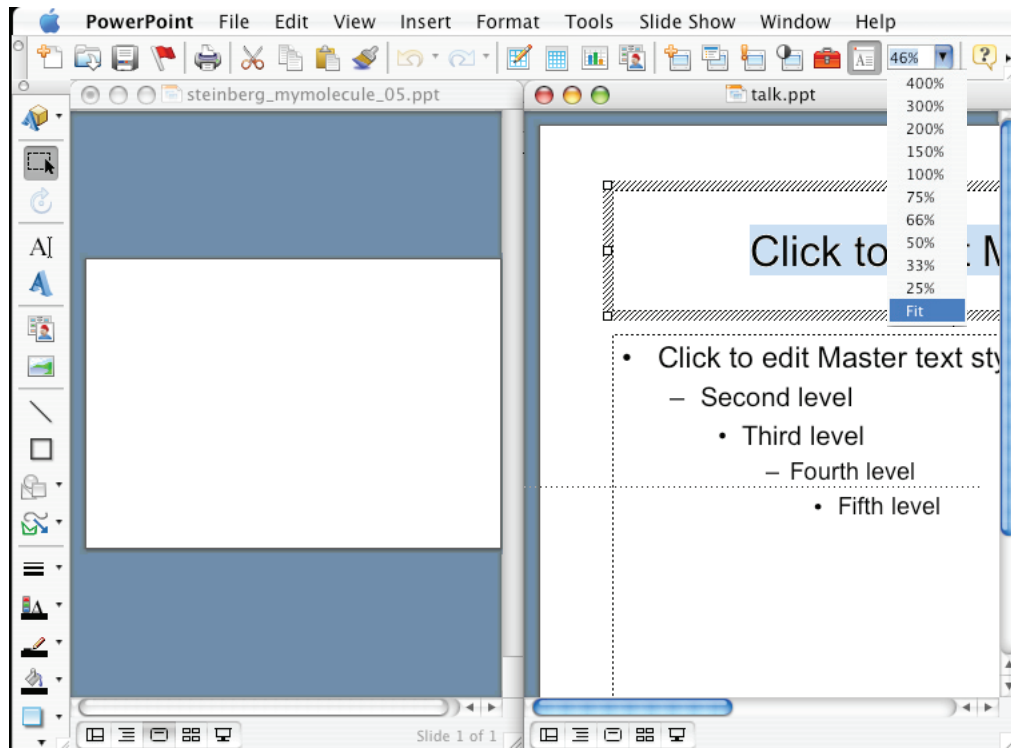 PowerPoint File Edit View Insert Format Tools Slide Show Window Help
46%
steinberg_mymolecule_05.ppt
talk.ppt
400%
300%
200%
150%
100%
75%
66%
50%
33%
25%
Fit
Click to
M
• Click to edit Master text sty
– Second level
• Third level
– Fourth level
• Fifth level
Slide 1 of 1